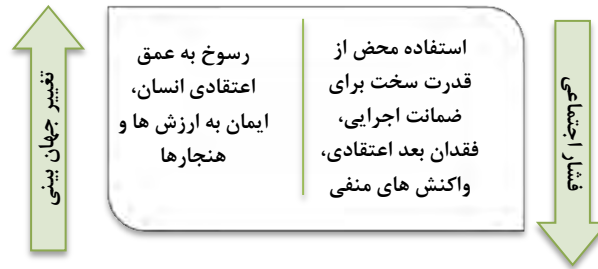 فشار اجتماعی
استفاده محض از
قدرت سخت برای
ضمانت اجرایی،
فقدان بعد اعتقادی،
واکنش های منفی
رسوخ به عمق
اعتقادی انسان،
ایمان به ارزش ها و
هنجارها
تغییر جهان بینی